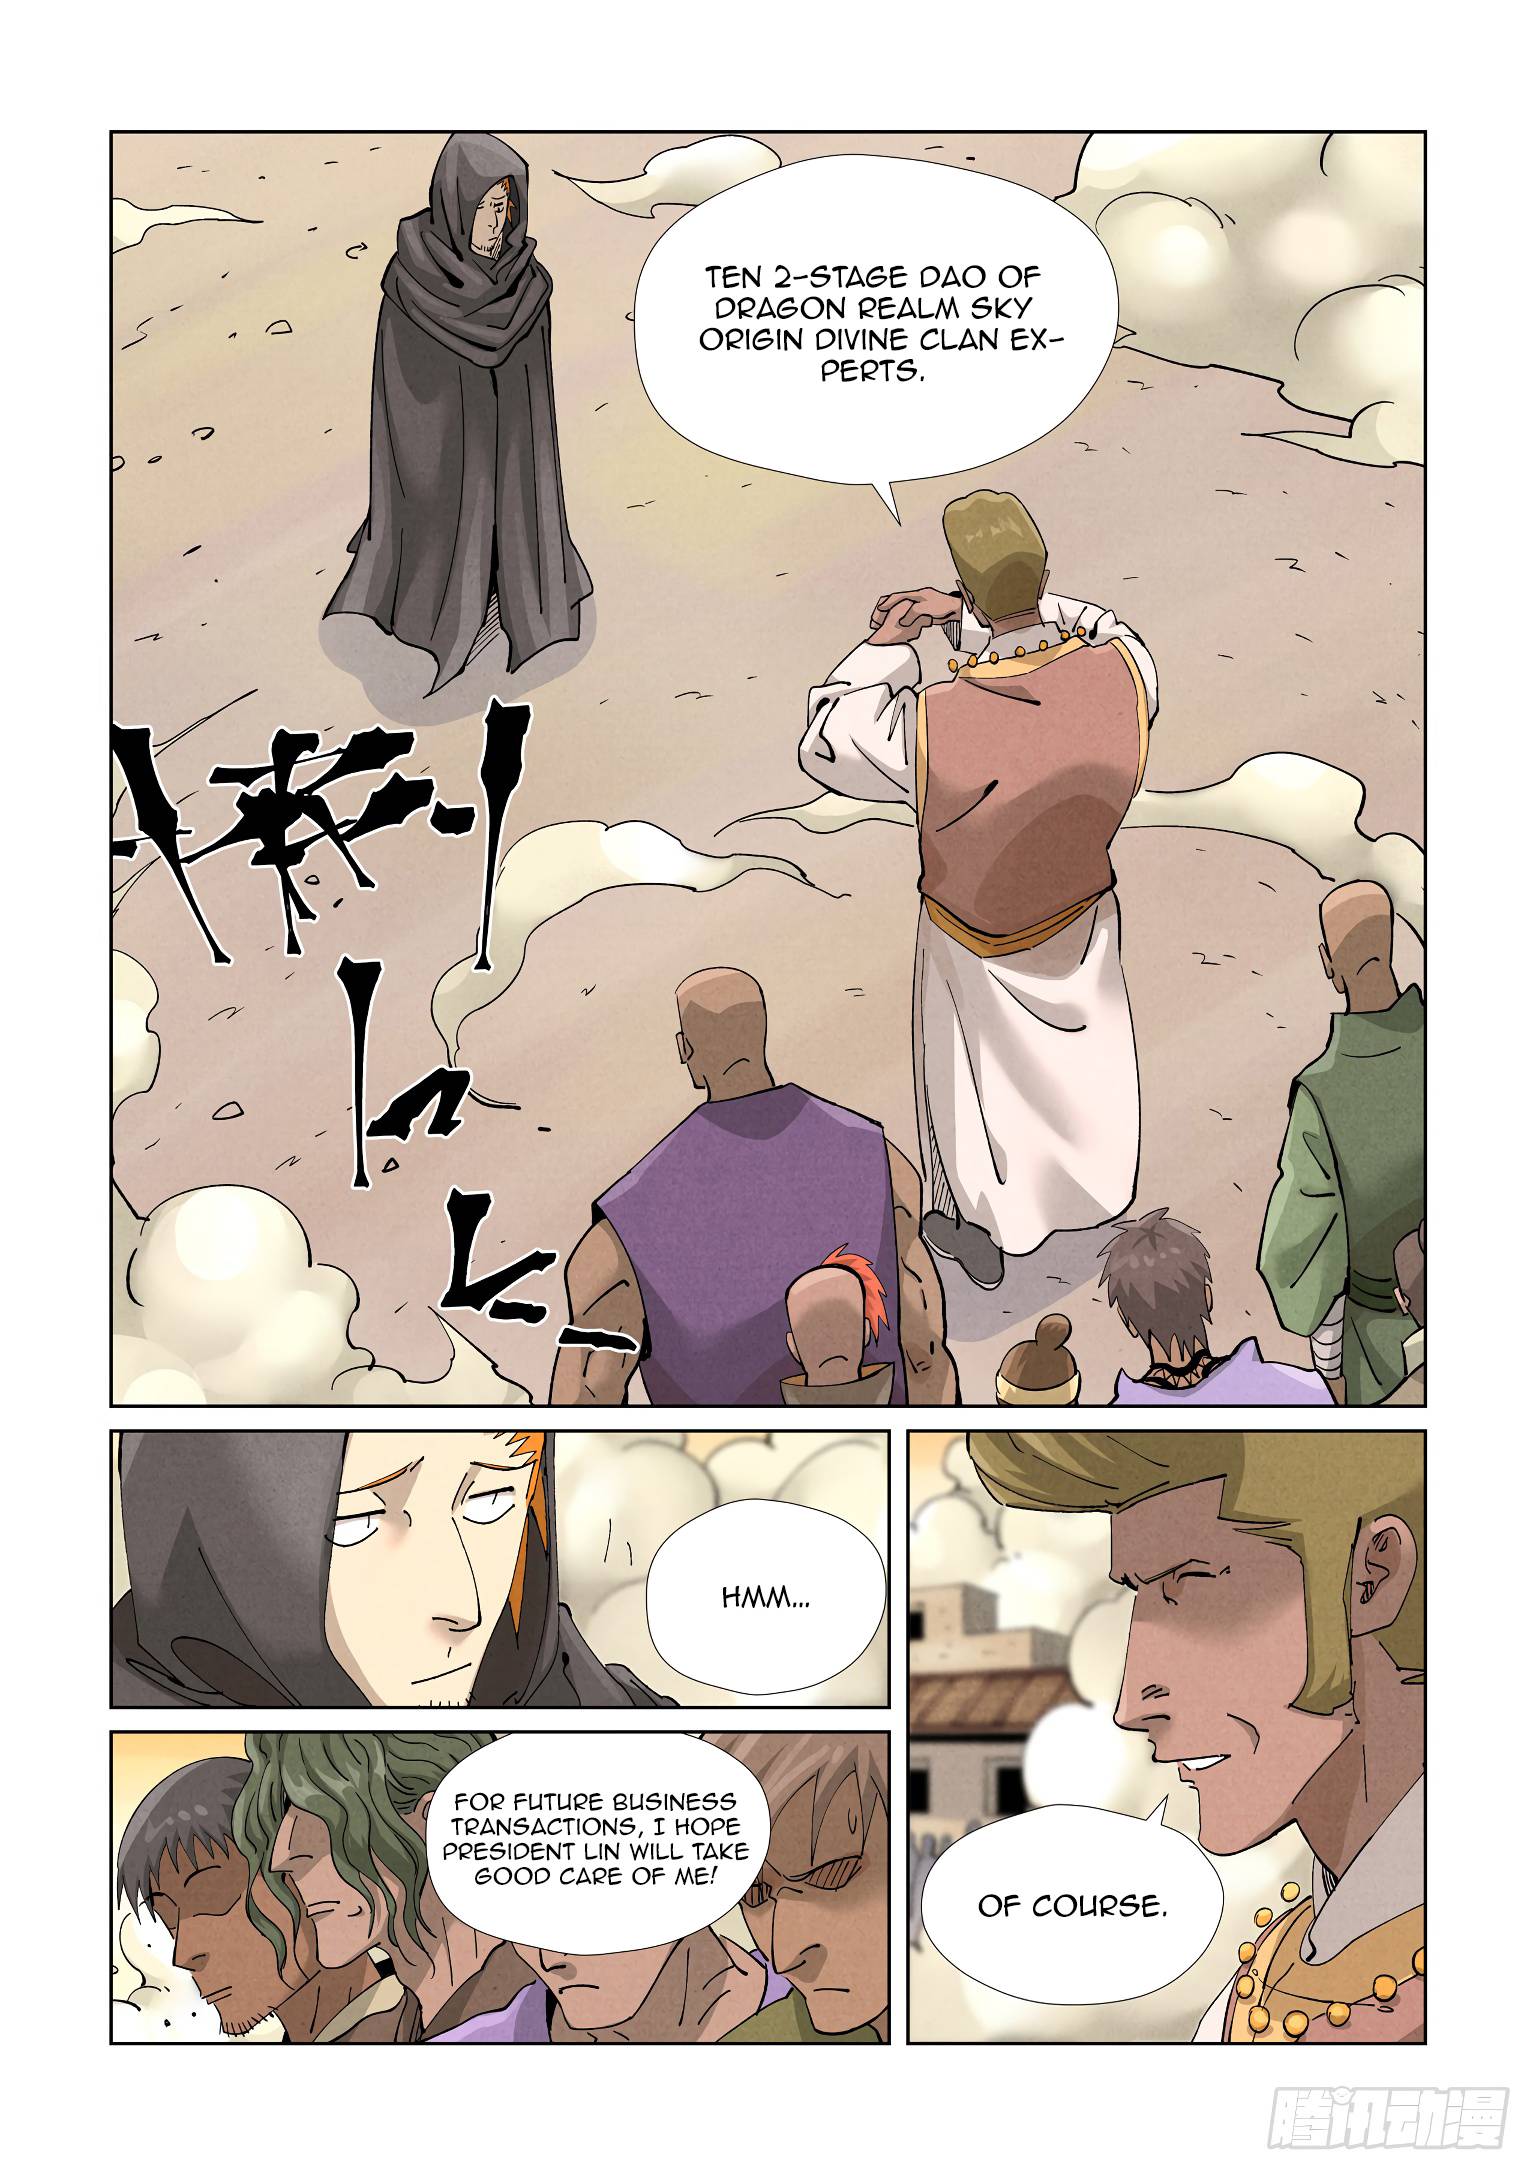 TEN 2-STAGE DAO OF
DRAGON REALM SKY
ORIGIN DIVINE CLAN EX-
PERTS.
HMM...
FOR FUTURE BUSINESS
TRANSACTIONS, I HOPE
PRESIDENT LIN WILL TAKE
GOOD CARE OF ME!
OF COURSE.
腾讯动漫